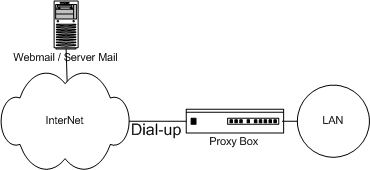 Webmail / Server Mail
InterNet
Dial-up
Proxy Box
LAN